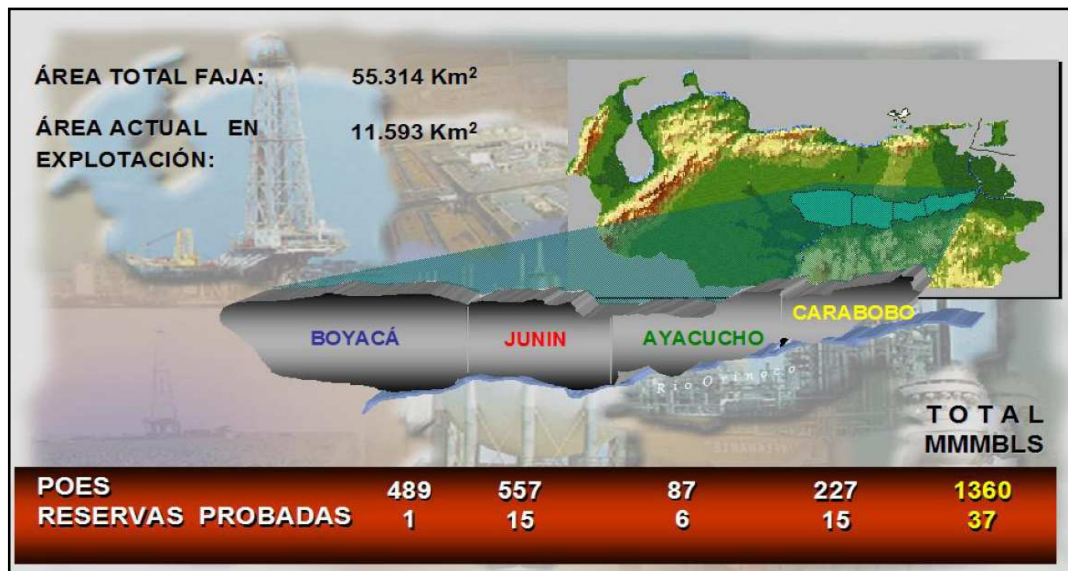 ÁREA TOTAL FAJA: 55.314 Km²
ÁREA ACTUAL EN 11.593 Km²
EXPLOTACIÓN:
BOYACÁ JUNIN AYACUCHO CARABOBO
Río Orinoco
TOTAL
MMMBLS
POES 489 557 87 227 1360
RESERVAS PROBADAS 1 15 6 15 37